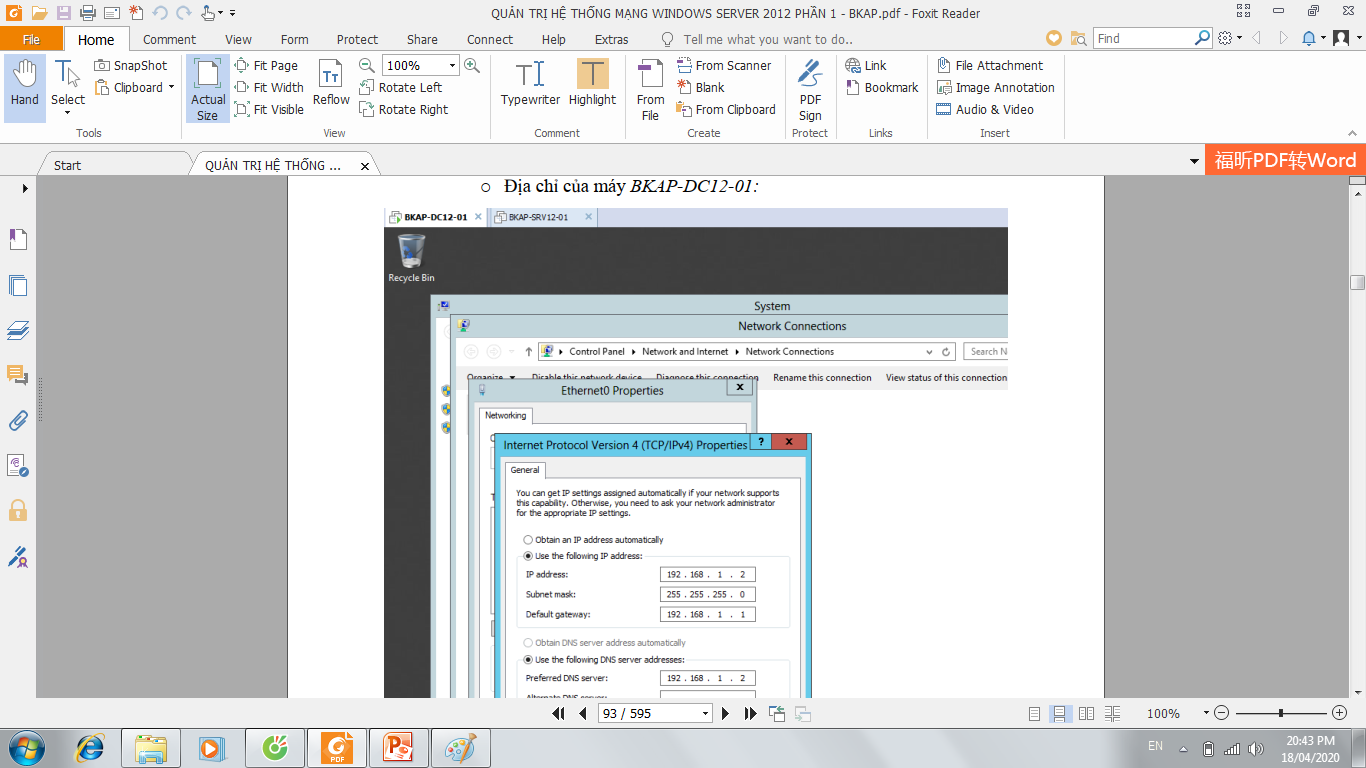 QUẢN TRỊ HỆ THỐNG MẠNG WINDOWS SERVER 2012 PHẦN 1 - BKAP.pdf - Foxit Reader
File Home Comment View Form Protect Share Connect Help Extras Tell me what you want to do.. Find
Hand
Select
SnapShot
Clipboard
Tools
Actual Size
Fit Page
Fit Width
Fit Visible
Reflow
100%
Rotate Left
Rotate Right
View
Typewriter
Highlight
Comment
From File
From Scanner
Blank
From Clipboard
Create
PDF Sign
Protect
Link
Bookmark
Links
File Attachment
Image Annotation
Audio & Video
Insert
Start
QUẢN TRỊ HỆ THỐNG ...
福昕PDF转Word
Địa chỉ của máy BKAP-DC12-01:
BKAP-DC12-01 BKAP-SRV12-01
Recycle Bin
System
Network Connections
Control Panel Network and Internet Network Connections
Search N
Organize Disable this network device Diagnose this connection Rename this connection View status of this connection
Ethernet0 Properties
Networking
Internet Protocol Version 4 (TCP/IPv4) Properties ?
General
You can get IP settings assigned automatically if your network supports
this capability. Otherwise, you need to ask your network administrator
for the appropriate IP settings.
Obtain an IP address automatically
Use the following IP address:
IP address: 192 . 168 . 1 . 2
Subnet mask: 255 . 255 . 255 . 0
Default gateway: 192 . 168 . 1 . 1
Obtain DNS server address automatically
Use the following DNS server addresses:
Preferred DNS server: 192 . 168 . 1 . 2
Alternate DNS server:
93 / 595
100%
PDF
EN
20:43 PM
18/04/2020